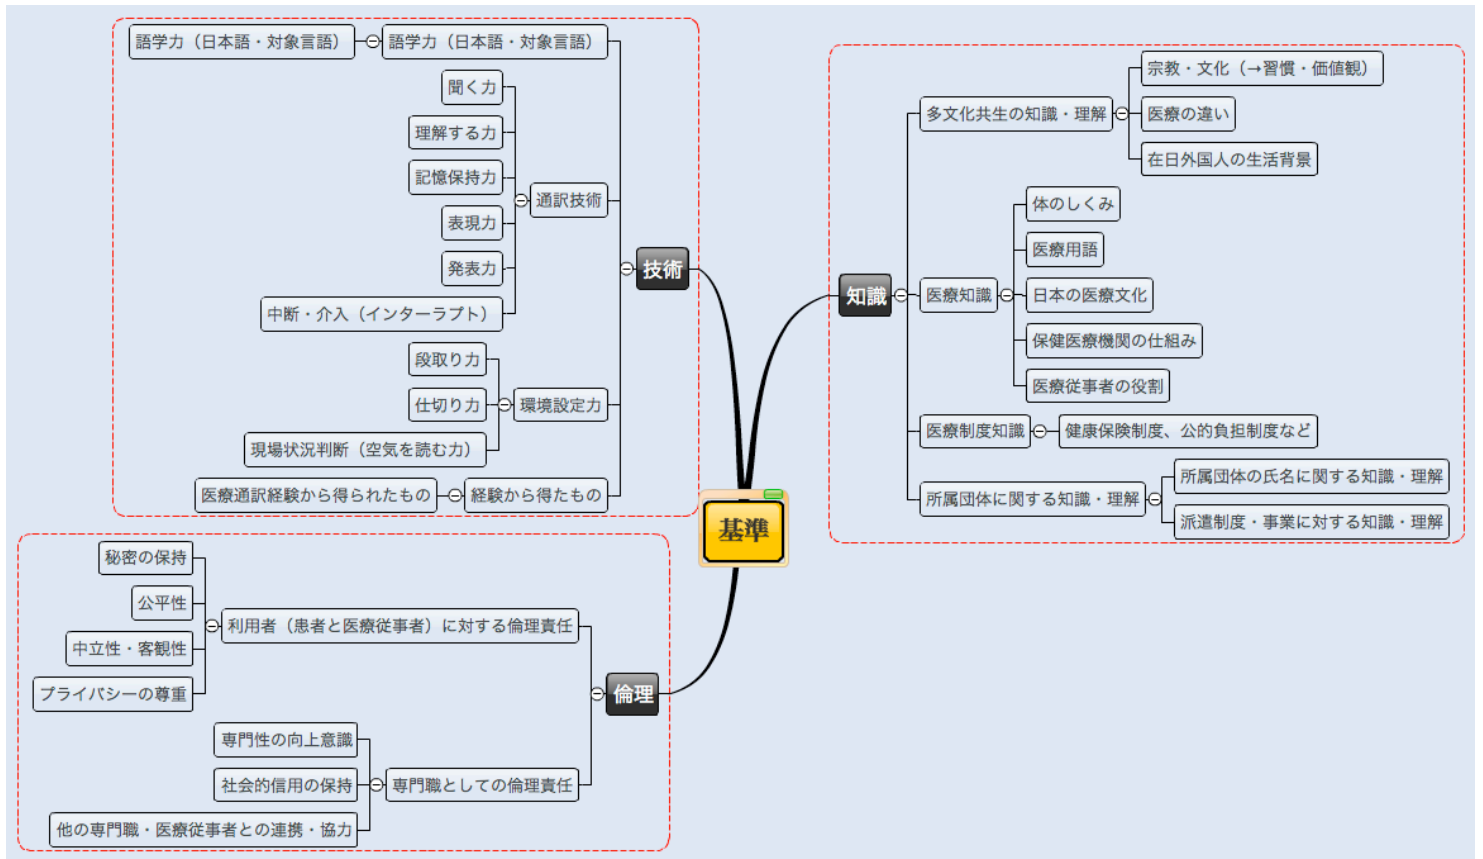 基準
技術
語学力（日本語・対象言語）
語学力（日本語・対象言語）
通訳技術
聞く力
理解する力
記憶保持力
表現力
発表力
中断・介入（インターラプト）
環境設定力
段取り力
仕切り力
現場状況判断（空気を読む力）
経験から得たもの
医療通訳経験から得られたもの
知識
多文化共生の知識・理解
宗教・文化（→習慣・価値観）
医療の違い
在日外国人の生活背景
医療知識
体のしくみ
医療用語
日本の医療文化
保健医療機関の仕組み
医療従事者の役割
医療制度知識
健康保険制度、公的負担制度など
所属団体に関する知識・理解
所属団体の氏名に関する知識・理解
派遣制度・事業に対する知識・理解
倫理
利用者（患者と医療従事者）に対する倫理責任
秘密の保持
公平性
中立性・客観性
プライバシーの尊重
専門職としての倫理責任
専門性の向上意識
社会的信用の保持
他の専門職・医療従事者との連携・協力